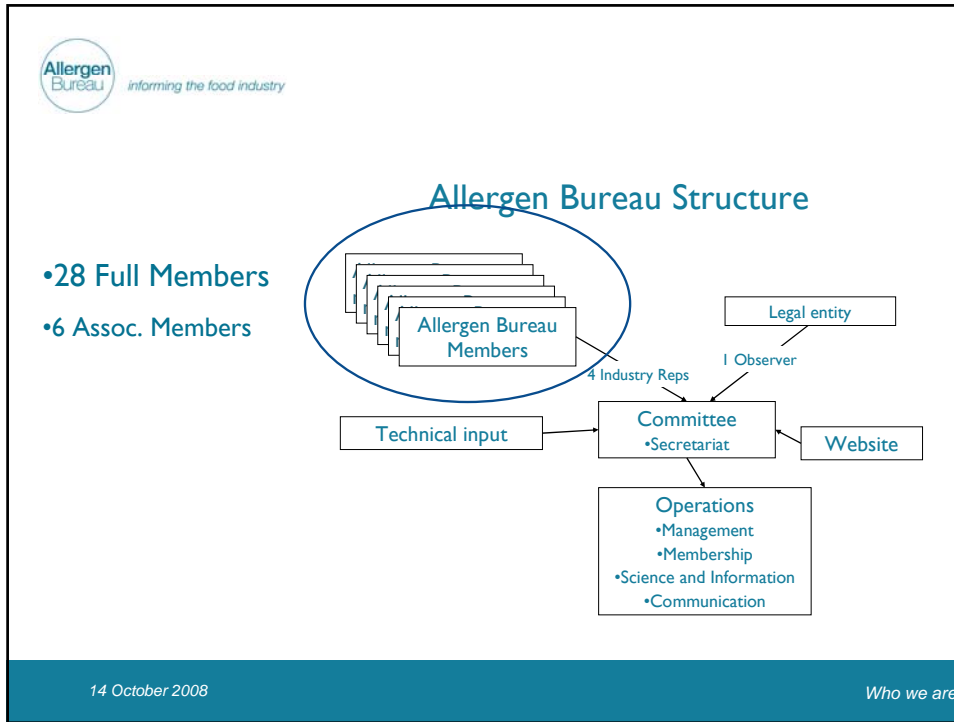 Allergen
Bureau
informing the food industry
Allergen Bureau Structure
•28 Full Members
•6 Assoc. Members
Allergen Bureau
Members
Legal entity
4 Industry Reps
1 Observer
Technical input
Committee
•Secretariat
Website
Operations
•Management
•Membership
•Science and Information
•Communication
14 October 2008
Who we are